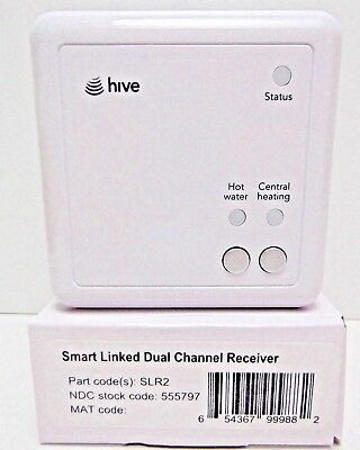 hive
Status
Hot Central
water heating
Smart Linked Dual Channel Receiver
Part code(s): SLR2
NDC stock code: 555797
MAT code:
6 54367 99988 2